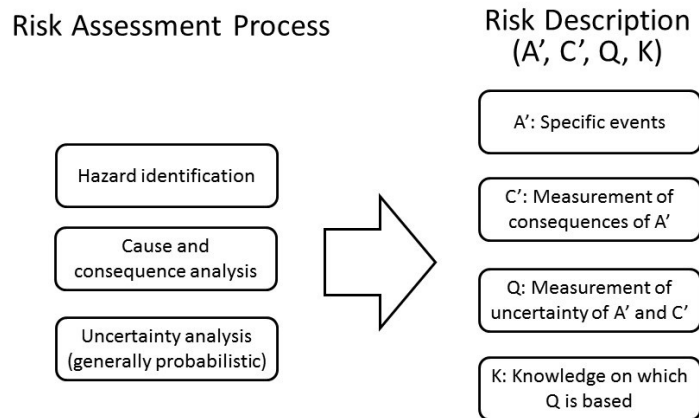 Risk Assessment Process
Hazard identification
Cause and
consequence analysis
Uncertainty analysis
(generally probabilistic)
Risk Description
(A’, C’, Q, K)
A’: Specific events
C’: Measurement of
consequences of A’
Q: Measurement of
uncertainty of A’ and C’
K: Knowledge on which
Q is based